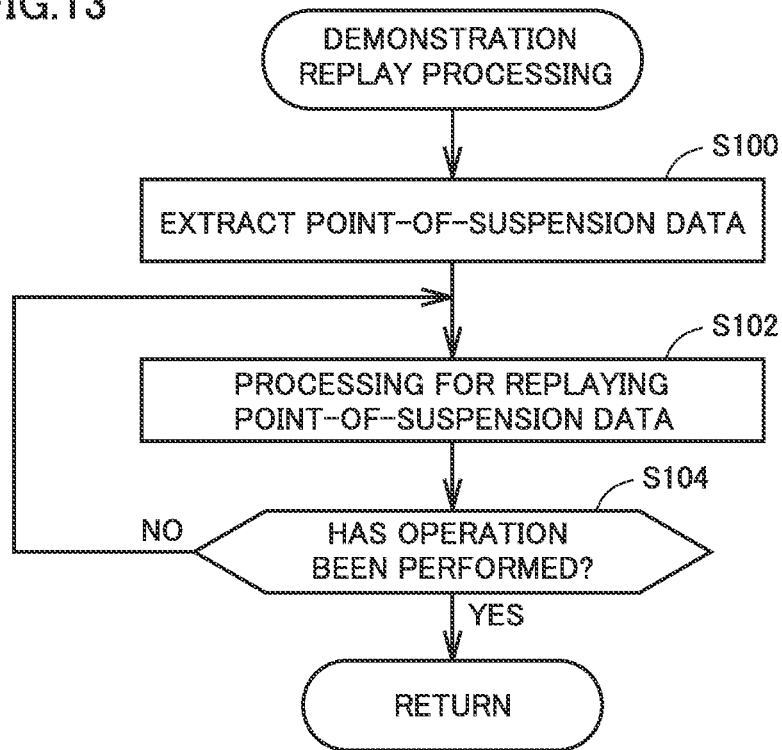 FIG.13
DEMONSTRATION
REPLAY PROCESSING
S100
EXTRACT POINT-OF-SUSPENSION DATA
S102
PROCESSING FOR REPLAYING
POINT-OF-SUSPENSION DATA
S104
NO
HAS OPERATION
BEEN PERFORMED?
YES
RETURN